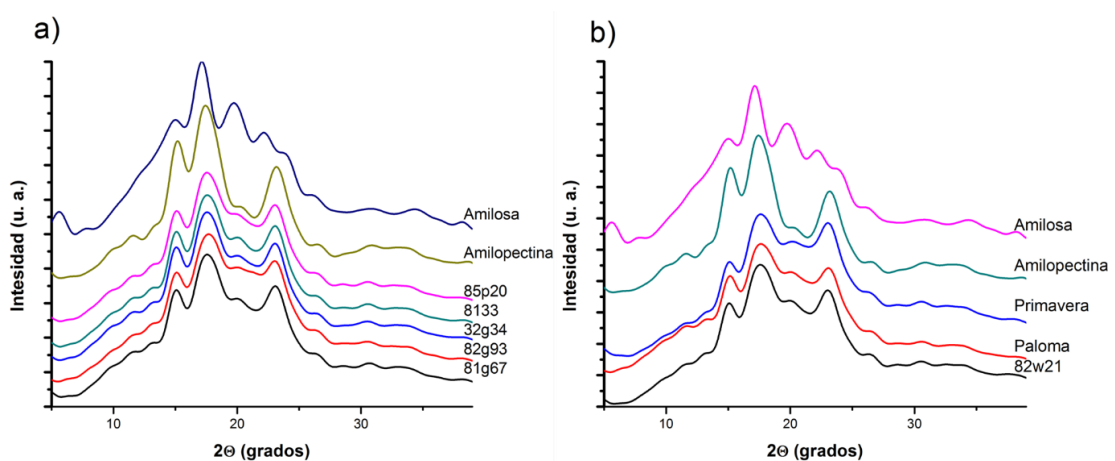 a)
Intesidad (u. a.)
Amilosa
Amilopectina
85p20
8133
32g34
82g93
81g67
10 20 30
2Θ (grados)
b)
Intesidad (u. a.)
Amilosa
Amilopectina
Primavera
Paloma
82w21
10 20 30
2Θ (grados)